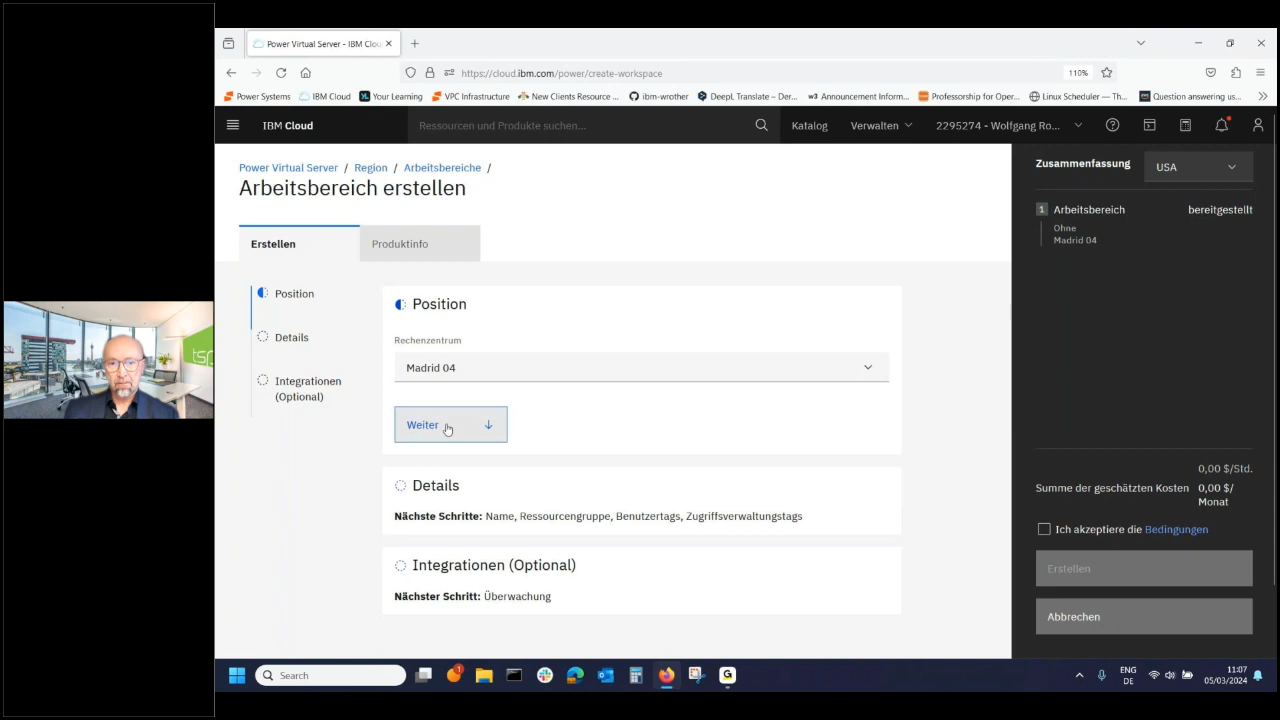 Power Virtual Server - IBM Clou
https://cloud.ibm.com/power/create-workspace
110%
Power Systems
IBM Cloud
Your Learning
VPC Infrastructure
New Clients Resource ...
ibm-wrother
DeepL Translate – Der...
w3 Announcement Inform...
Professorship for Oper...
Linux Scheduler — Th...
Question answering us...
IBM Cloud
Ressourcen und Produkte suchen...
Katalog
Verwalten
2295274 - Wolfgang Ro...
Power Virtual Server / Region / Arbeitsbereiche /
Arbeitsbereich erstellen
Erstellen
Produktinfo
Position
Details
Integrationen
(Optional)
Position
Rechenzentrum
Madrid 04
Weiter
Details
Nächste Schritte: Name, Ressourcengruppe, Benutzertags, Zugriffsverwaltungstags
Integrationen (Optional)
Nächster Schritt: Überwachung
Zusammenfassung
USA
1 Arbeitsbereich bereitgestellt
Ohne
Madrid 04
0,00 $/Std.
Summe der geschätzten Kosten 0,00 $/
Monat
Ich akzeptiere die Bedingungen
Erstellen
Abbrechen
tsp
Search
1
ENG
DE
11:07
05/03/2024